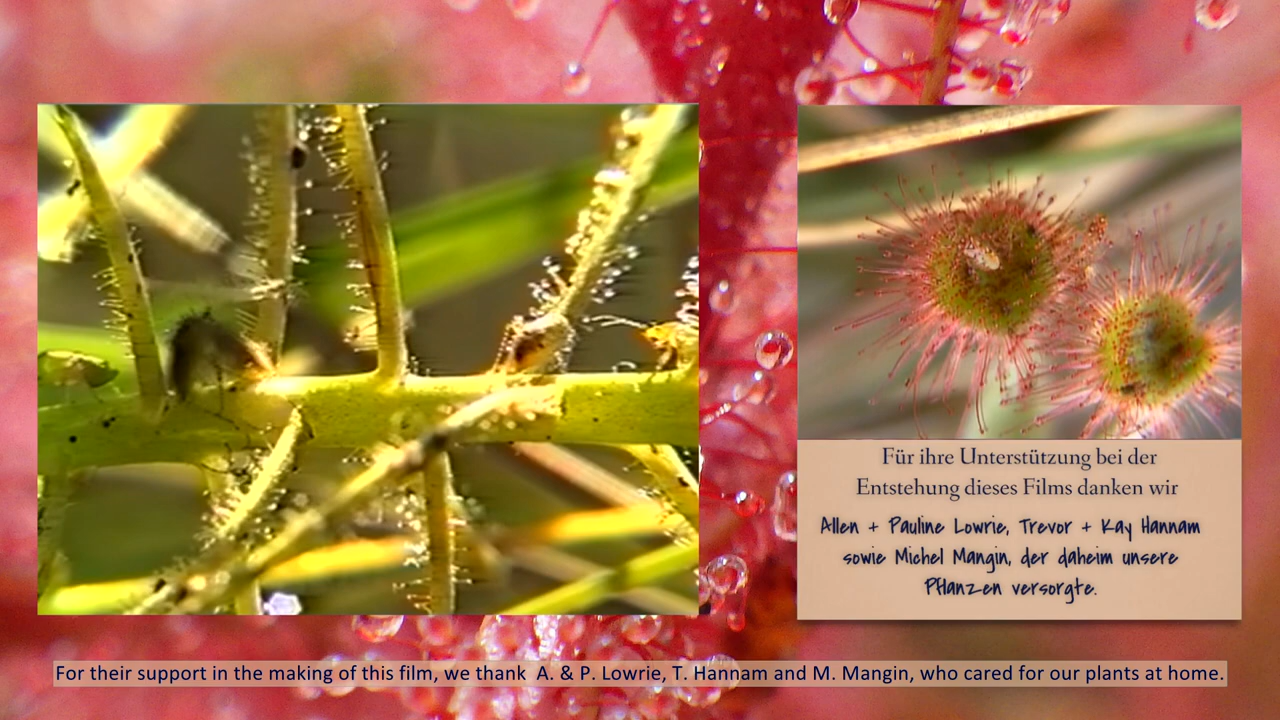 Für ihre Unterstützung bei der
Entstehung dieses Films danken wir
Allen + Pauline Lowrie, Trevor + Kay Hannam
sowie Michel Mangin, der daheim unsere
Pflanzen versorgte.
For their support in the making of this film, we thank  A. & P. Lowrie, T. Hannam and M. Mangin, who cared for our plants at home.